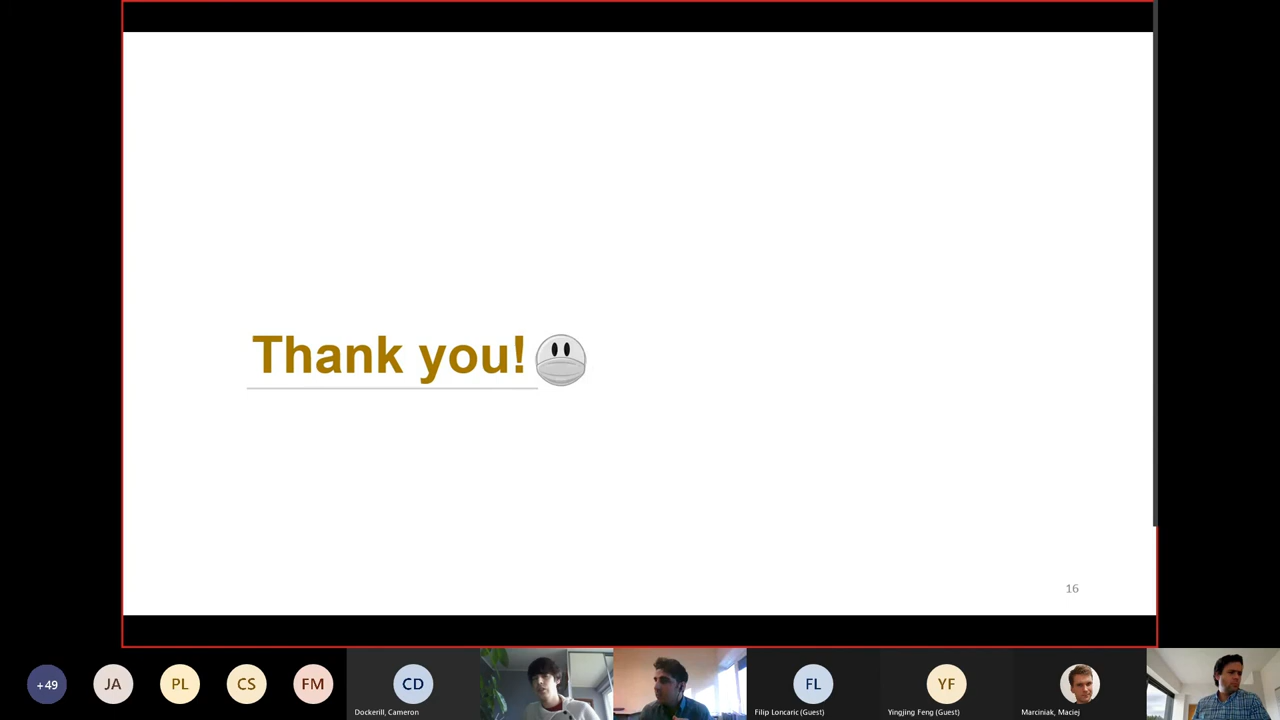 Thank you!
16
+49
JA
PL
CS
FM
CD
Dockerill, Cameron
FL
Filip Loncaric (Guest)
YF
Yingjing Feng (Guest)
Marciniak, Maciej